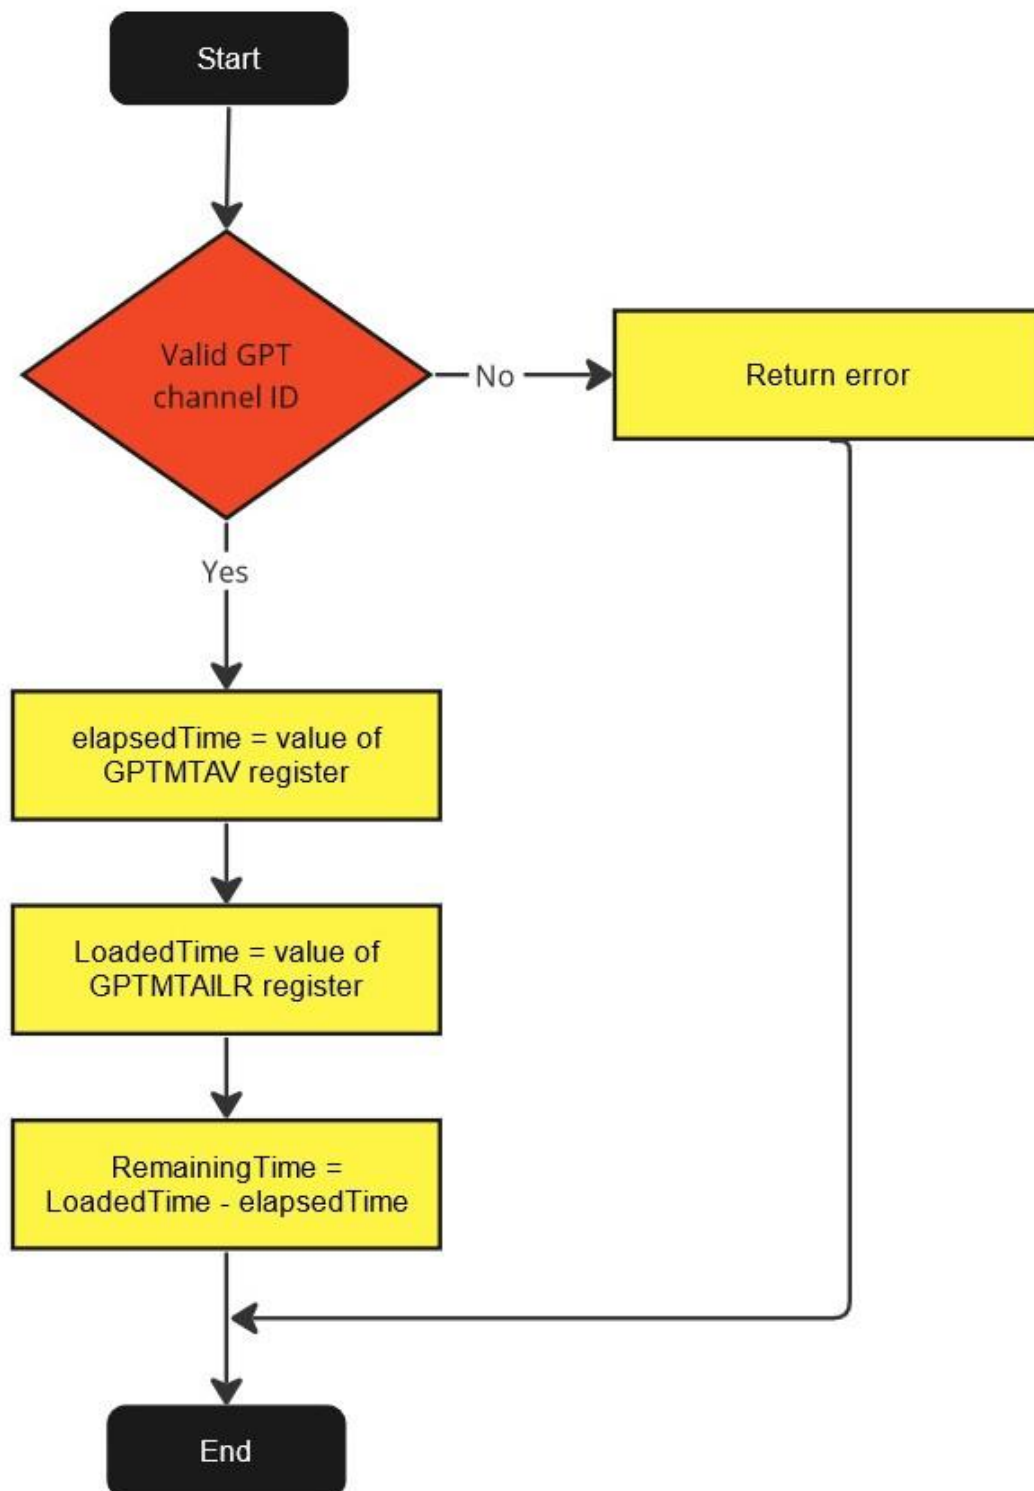 Start
Valid GPT
channel ID
No
Return error
Yes
elapsedTime = value of
GPTMTAV register
LoadedTime = value of
GPTMTAILR register
RemainingTime =
LoadedTime - elapsedTime
End